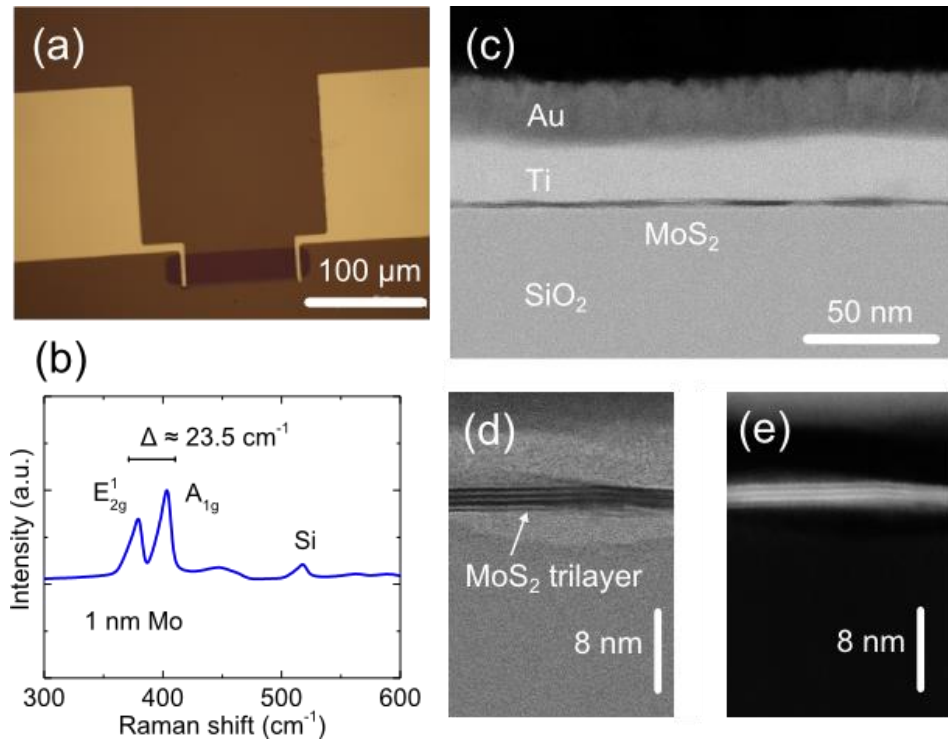 (a)
100 μm
(b)
Δ ≈ 23.5 cm⁻¹
E¹₂g
A₁g
Si
1 nm Mo
Intensity (a.u.)
300 400 500 600
Raman shift (cm⁻¹)
(c)
Au
Ti
MoS₂
SiO₂
50 nm
(d)
MoS₂ trilayer
8 nm
(e)
8 nm